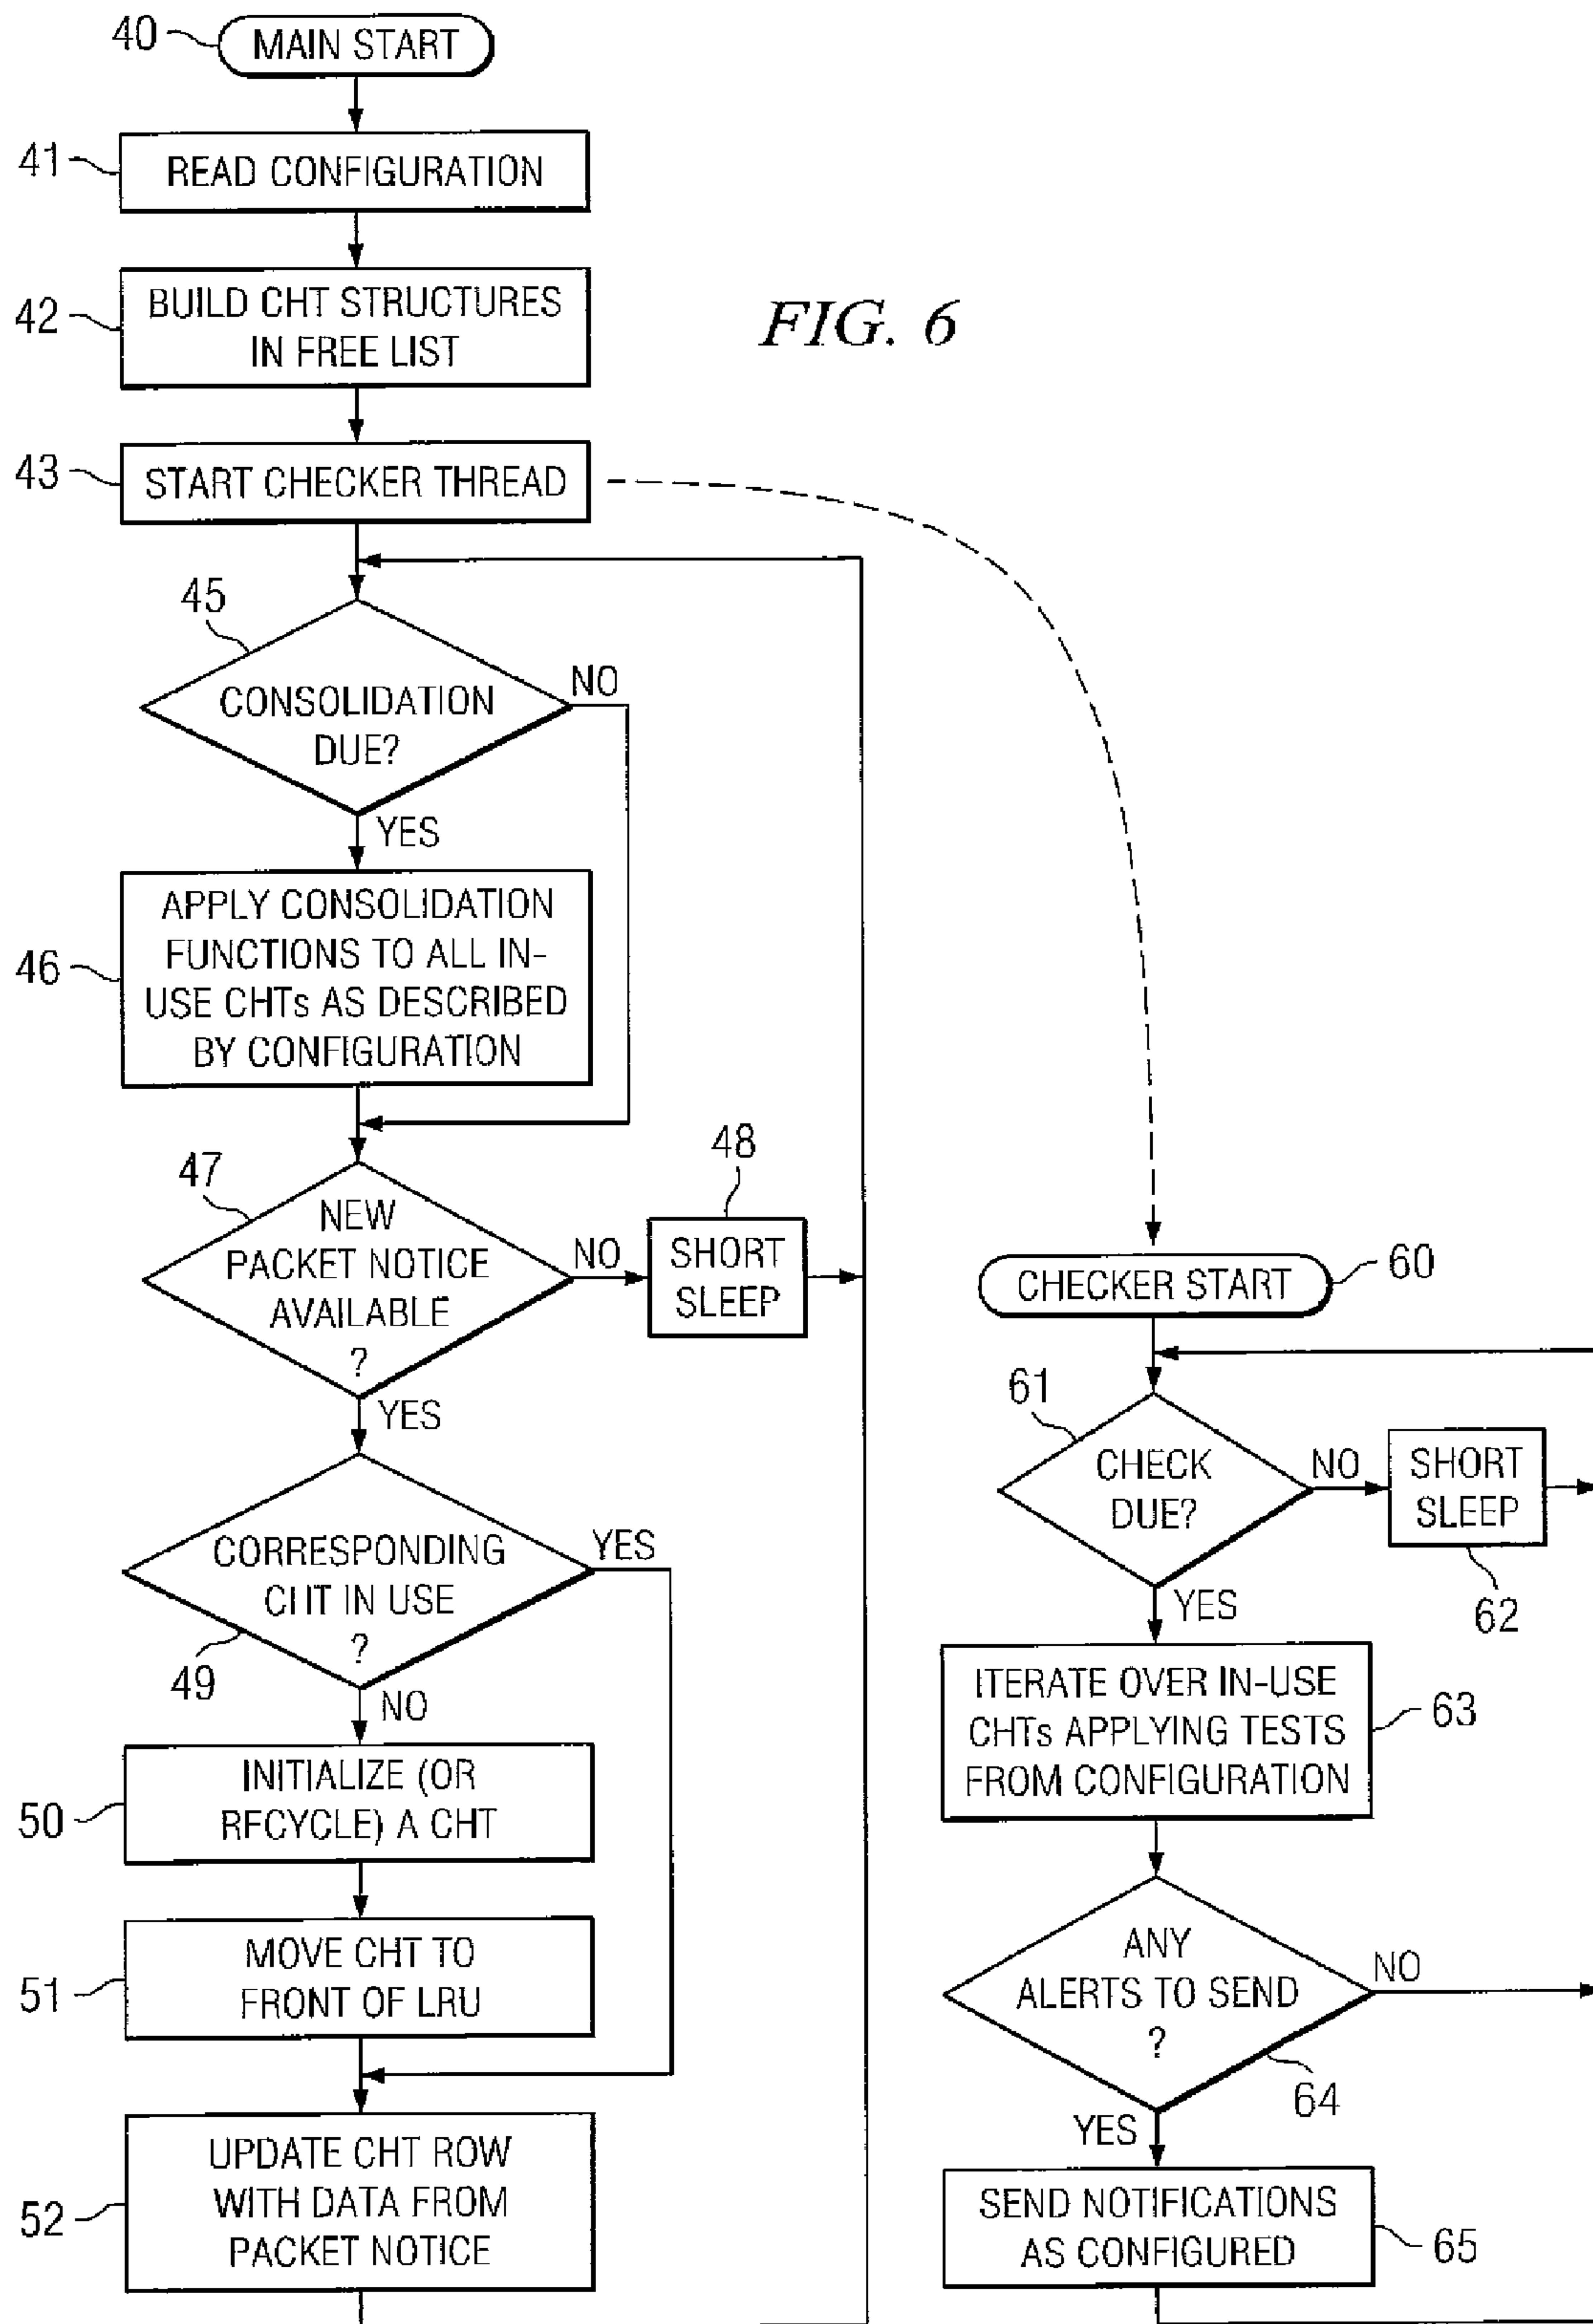 40
MAIN START
41
READ CONFIGURATION
42
BUILD CHT STRUCTURES
IN FREE LIST
FIG. 6
43
START CHECKER THREAD
45
CONSOLIDATION
DUE?
NO
YES
46
APPLY CONSOLIDATION
FUNCTIONS TO ALL IN-
USE CHTs AS DESCRIBED
BY CONFIGURATION
47
NEW
PACKET NOTICE
AVAILABLE
?
NO
48
SHORT
SLEEP
YES
CORRESPONDING
CHT IN USE
?
YES
49
NO
50
INITIALIZE (OR
RFCYCLE) A CHT
51
MOVE CHT TO
FRONT OF LRU
52
UPDATE CHT ROW
WITH DATA FROM
PACKET NOTICE
CHECKER START
60
61
CHECK
DUE?
NO
SHORT
SLEEP
62
YES
ITERATE OVER IN-USE
CHTs APPLYING TESTS
FROM CONFIGURATION
63
ANY
ALERTS TO SEND
?
NO
64
YES
SEND NOTIFICATIONS
AS CONFIGURED
65